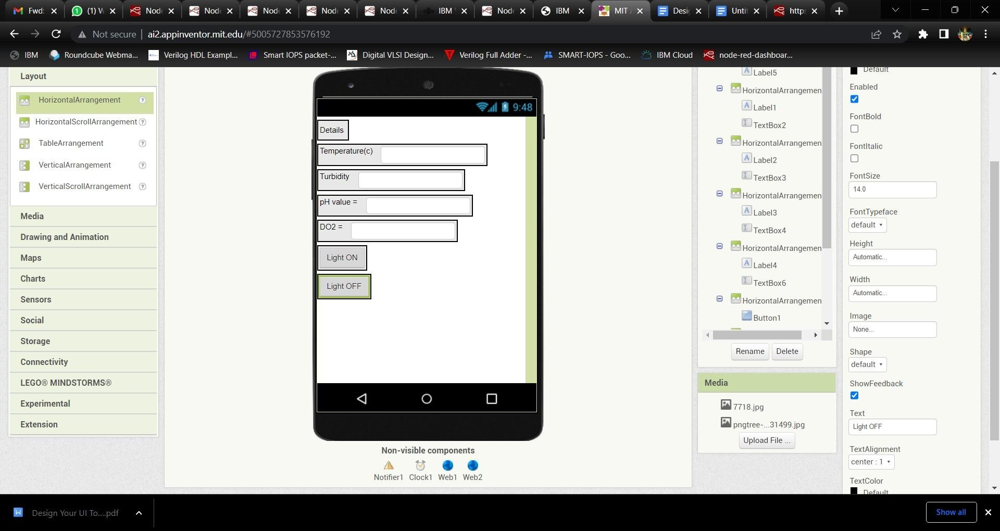 Fwd:
(1) W
Node
Node
Node
Node
Node
IBM
Node
IBM
MIT
Desi
Unti
http
Not secure
ai2.appinventor.mit.edu/#5005727853576192
IBM
Roundcube Webma...
Verilog HDL Exampl...
Smart IOPS packet-...
Digital VLSI Design...
Verilog Full Adder -...
SMART-IOPS - Goo...
IBM Cloud
node-red-dashboar...
Layout
HorizontalArrangement
HorizontalScrollArrangement
TableArrangement
VerticalArrangement
VerticalScrollArrangement
Media
Drawing and Animation
Maps
Charts
Sensors
Social
Storage
Connectivity
LEGO® MINDSTORMS®
Experimental
Extension
9:48
Details
Temperature(c)
Turbidity
pH value =
DO2 =
Light ON
Light OFF
Non-visible components
Notifier1 Clock1 Web1 Web2
Label5
HorizontalArrangemen
Label1
TextBox2
HorizontalArrangemen
Label2
TextBox3
HorizontalArrangemen
Label3
TextBox4
HorizontalArrangemen
Label4
TextBox6
HorizontalArrangemen
Button1
Rename Delete
Media
7718.jpg
pngtree-...31499.jpg
Upload File ...
Default
Enabled
FontBold
FontItalic
FontSize
14.0
FontTypeface
default
Height
Automatic...
Width
Automatic...
Image
None...
Shape
default
ShowFeedback
Text
Light OFF
TextAlignment
center : 1
TextColor
Default
Design Your UI To....pdf
Show all